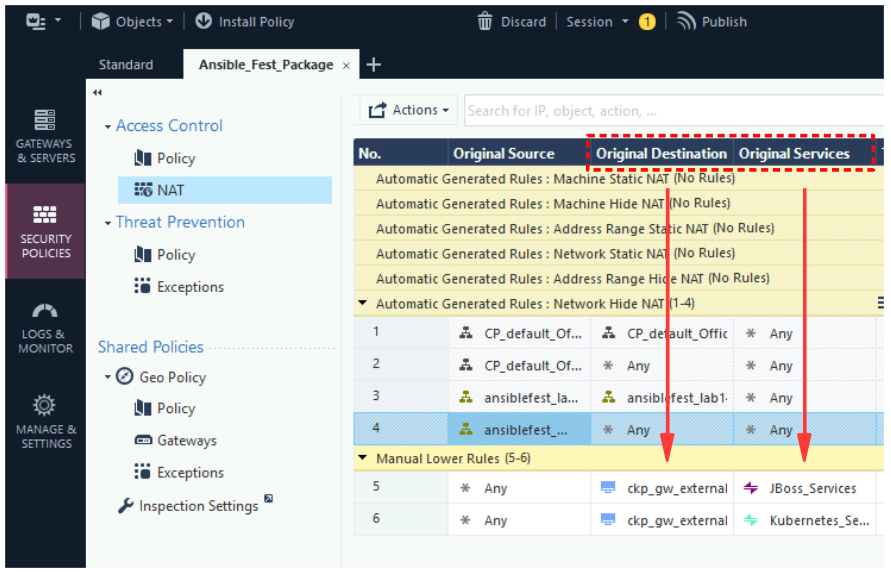 Objects
Install Policy
Discard
Session
1
Publish
Standard
Ansible_Fest_Package
GATEWAYS
& SERVERS
SECURITY
POLICIES
LOGS &
MONITOR
MANAGE &
SETTINGS
Access Control
Policy
NAT
Threat Prevention
Policy
Exceptions
Shared Policies
Geo Policy
Policy
Gateways
Exceptions
Inspection Settings
Actions
Search for IP, object, action, ...
No. Original Source Original Destination Original Services
Automatic Generated Rules : Machine Static NAT (No Rules)
Automatic Generated Rules : Machine Hide NAT (No Rules)
Automatic Generated Rules : Address Range Static NAT (No Rules)
Automatic Generated Rules : Network Static NAT (No Rules)
Automatic Generated Rules : Address Range Hide NAT (No Rules)
Automatic Generated Rules : Network Hide NAT (1-4)
1 CP_default_Of... CP_default_Offic Any
2 CP_default_Of... Any Any
3 ansiblefest_la... ansiblefest_lab1- Any
4 ansiblefest_... Any Any
Manual Lower Rules (5-6)
5 Any ckp_gw_external JBoss_Services
6 Any ckp_gw_external Kubernetes_Se...